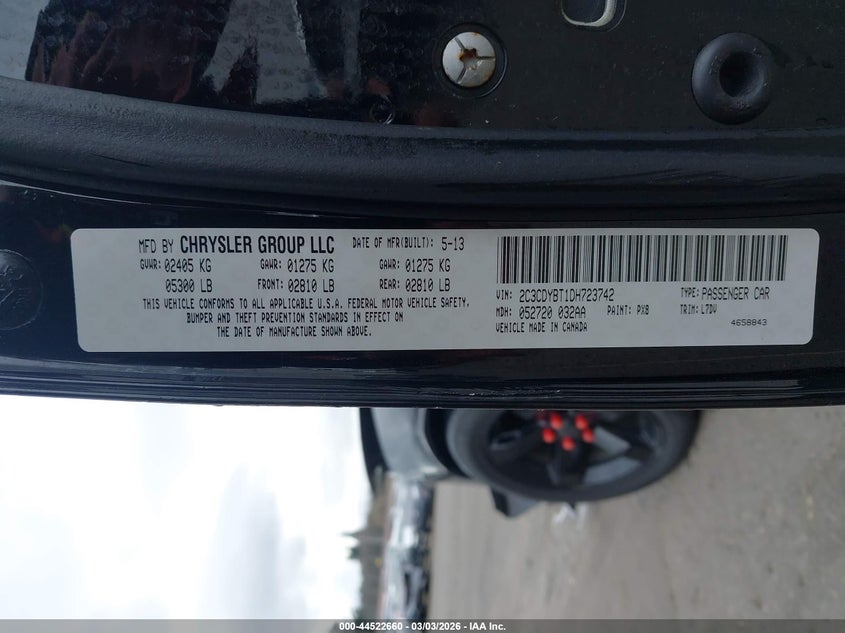 MFD BY CHRYSLER GROUP LLC DATE OF MFR(BUILT): 5-13
GVWR: 02405 KG GAWR: 01275 KG GAWR: 01275 KG
05300 LB FRONT: 02810 LB REAR: 02810 LB
THIS VEHICLE CONFORMS TO ALL APPLICABLE U.S.A. FEDERAL MOTOR VEHICLE SAFETY,
BUMPER AND THEFT PREVENTION STANDARDS IN EFFECT ON
THE DATE OF MANUFACTURE SHOWN ABOVE.
VIN: 2C3CDYBT1DH723742 TYPE: PASSENGER CAR
MDH: 052720 032AA PAINT: PX8 TRIM: L7DV
VEHICLE MADE IN CANADA 4658843
000-44522660 - 03/03/2026 - IAA Inc.